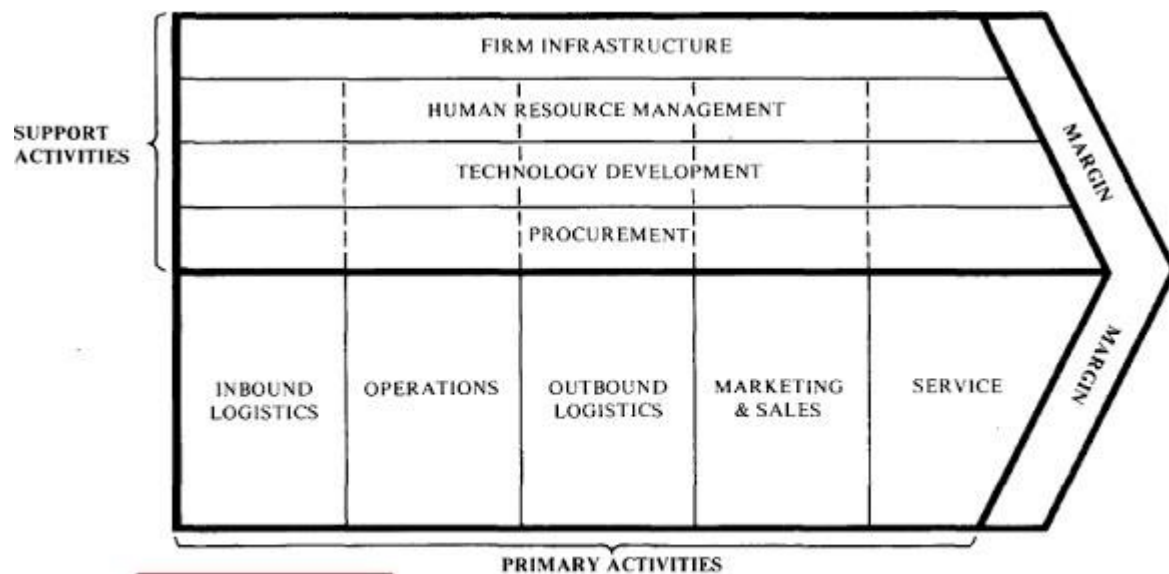 FIRM INFRASTRUCTURE
HUMAN RESOURCE MANAGEMENT
SUPPORT
ACTIVITIES
TECHNOLOGY DEVELOPMENT
PROCUREMENT
MARGIN
INBOUND
LOGISTICS
OPERATIONS
OUTBOUND
LOGISTICS
MARKETING
& SALES
SERVICE
MARGIN
PRIMARY ACTIVITIES